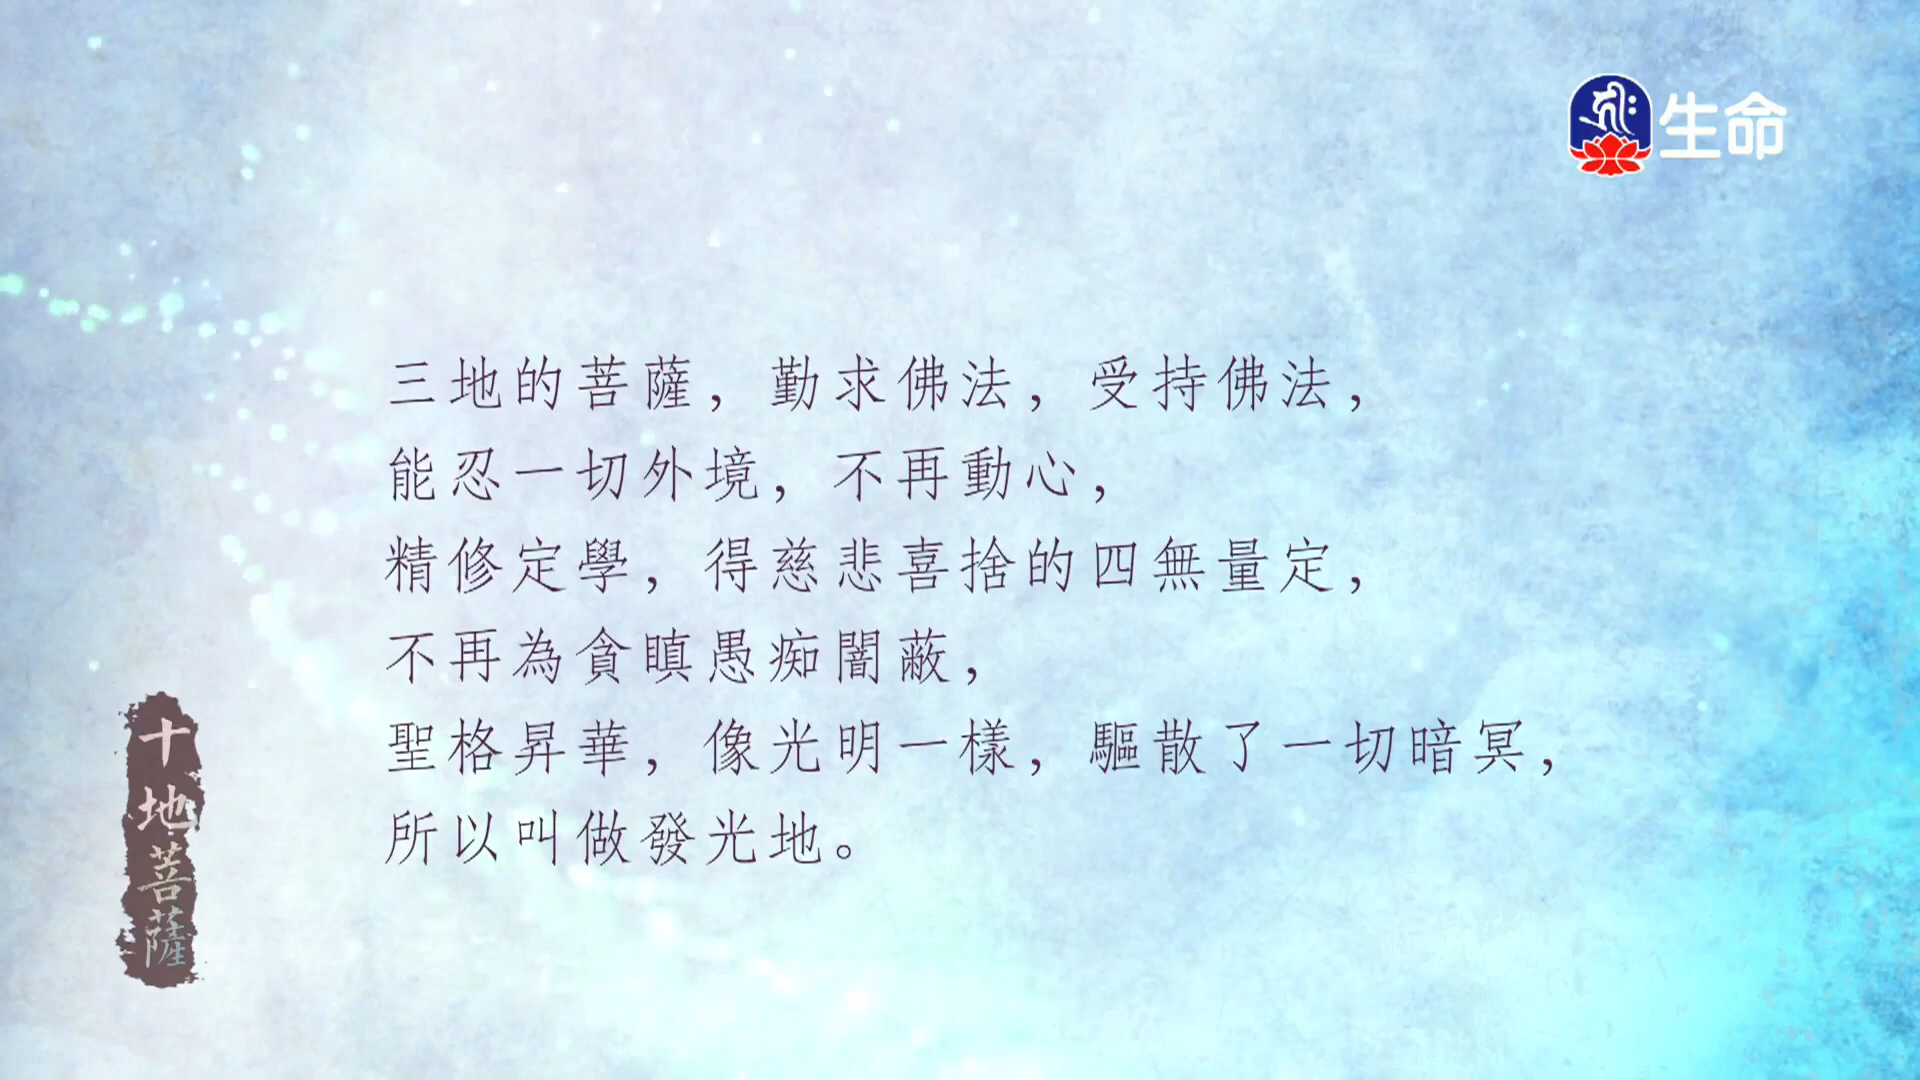 生命
三地的菩薩，勤求佛法，受持佛法，
能忍一切外境，不再動心，
精修定學，得慈悲喜捨的四無量定，
不再為貪瞋愚痴闇蔽，
聖格昇華，像光明一樣，驅散了一切暗冥，
所以叫做發光地。
十地菩薩